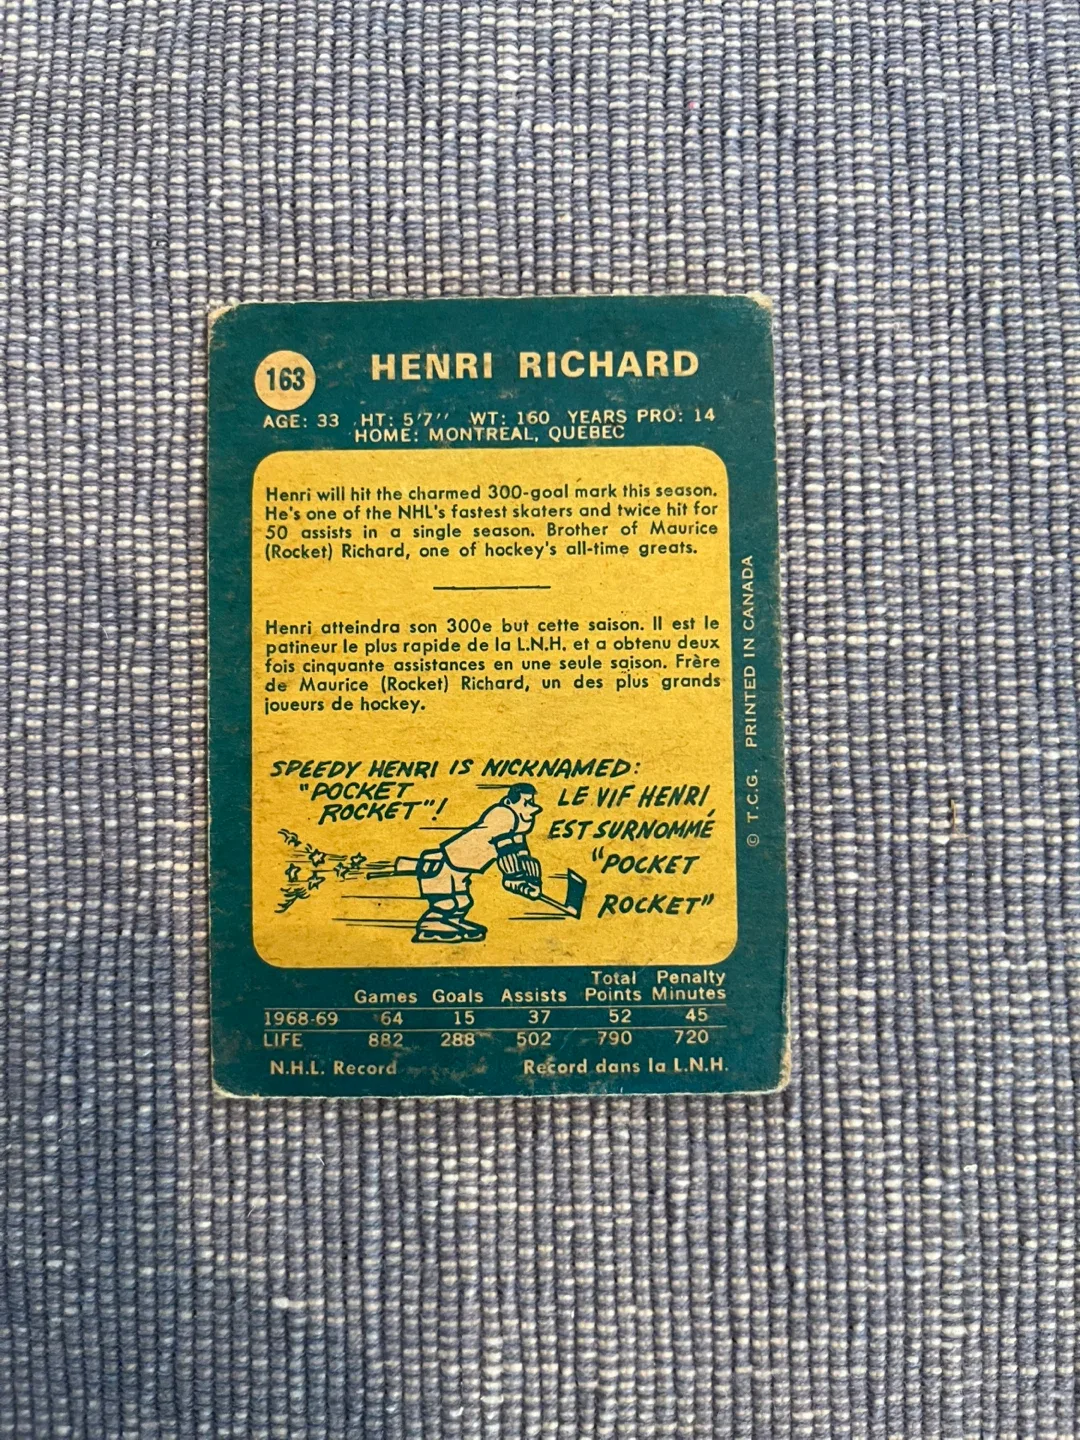 163
HENRI RICHARD
AGE: 33 HT: 5'7'' WT: 160 YEARS PRO: 14
HOME: MONTREAL, QUEBEC
Henri will hit the charmed 300-goal mark this season.
He's one of the NHL's fastest skaters and twice hit for
50 assists in a single season. Brother of Maurice
(Rocket) Richard, one of hockey's all-time greats.
Henri atteindra son 300e but cette saison. Il est le
patineur le plus rapide de la L.N.H. et a obtenu deux
fois cinquante assistances en une seule saison. Frère
de Maurice (Rocket) Richard, un des plus grands
joueurs de hockey.
SPEEDY HENRI IS NICKNAMED:
"POCKET
ROCKET"!
LE VIF HENRI
EST SURNOMMÉ
"POCKET
ROCKET"
Games Goals Assists Total Points Penalty Minutes
1968-69 64 15 37 52 45
LIFE 882 288 502 790 720
N.H.L. Record Record dans la L.N.H.
© T.C.G. PRINTED IN CANADA